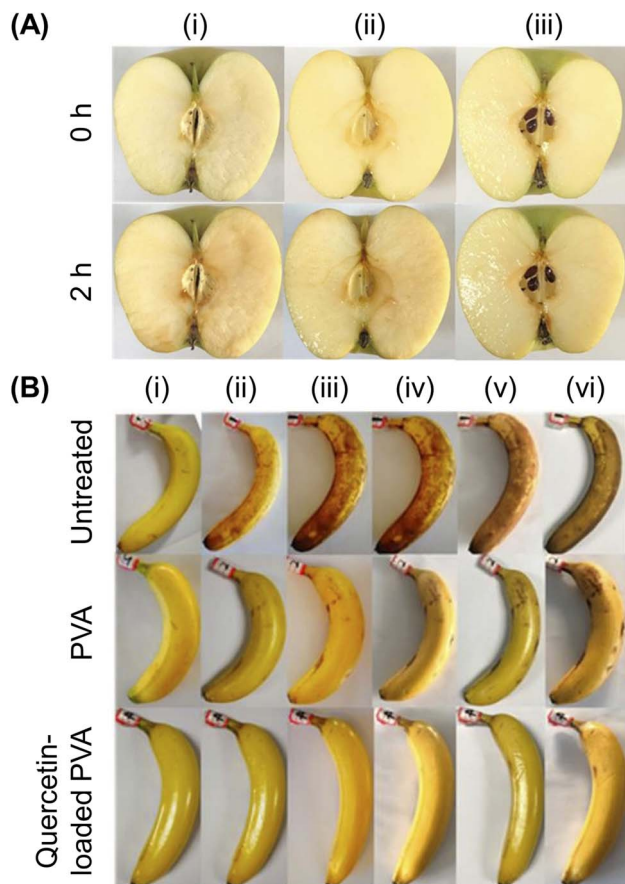 (A) (i) (ii) (iii)
0 h
2 h
(B) (i) (ii) (iii) (iv) (v) (vi)
Untreated
PVA
Quercetin-
loaded PVA